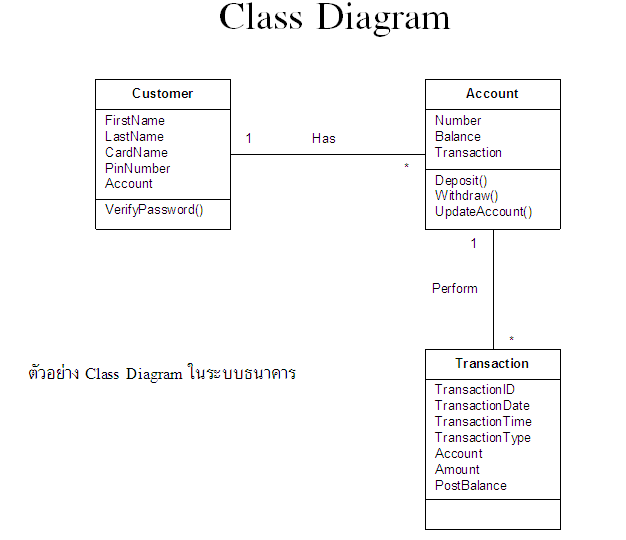 Class Diagram
Customer
FirstName
LastName
CardName
PinNumber
Account
VerifyPassword()
1
Has
*
Account
Number
Balance
Transaction
Deposit()
Withdraw()
UpdateAccount()
1
Perform
*
Transaction
TransactionID
TransactionDate
TransactionTime
TransactionType
Account
Amount
PostBalance
ตัวอย่าง Class Diagram ในระบบธนาคาร